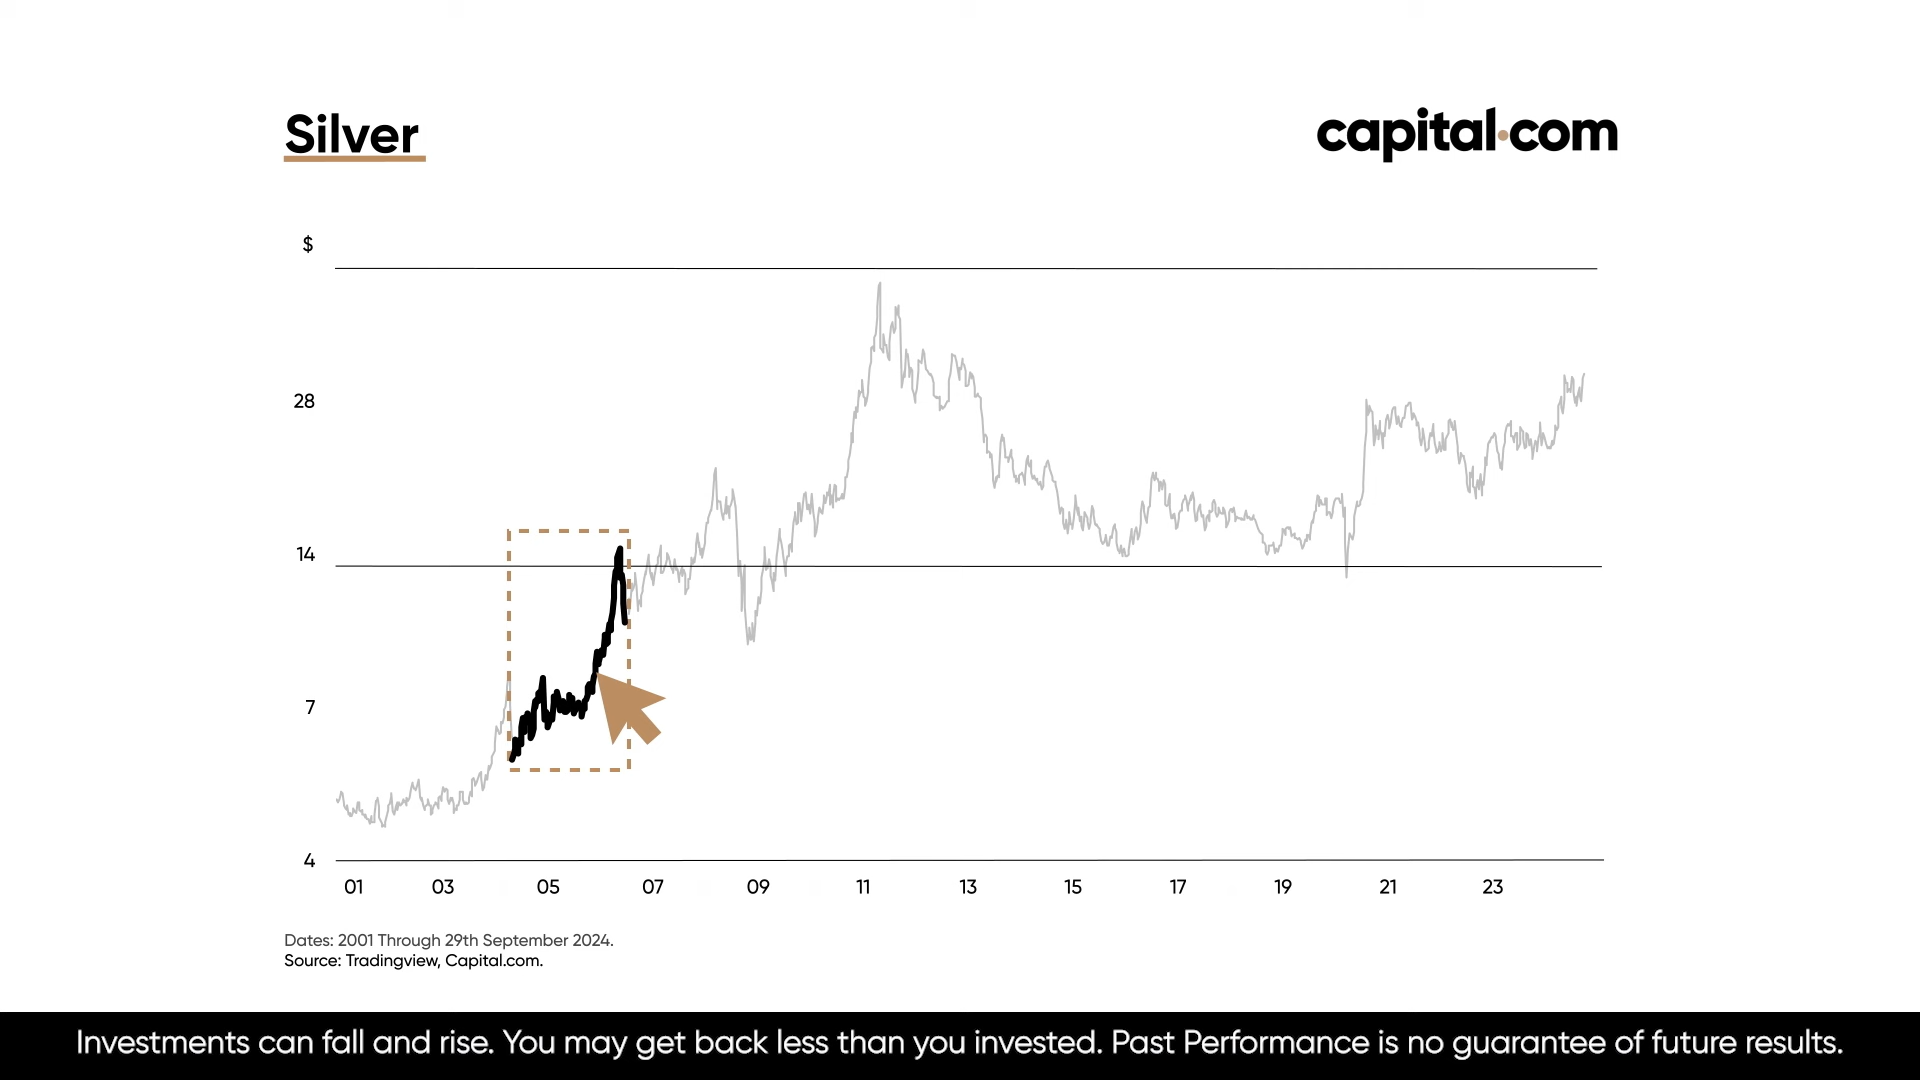 Silver
capital.com
$
28
14
7
4
01 03 05 07 09 11 13 15 17 19 21 23
Dates: 2001 Through 29th September 2024.
Source: Tradingview, Capital.com.
Investments can fall and rise. You may get back less than you invested. Past Performance is no guarantee of future results.